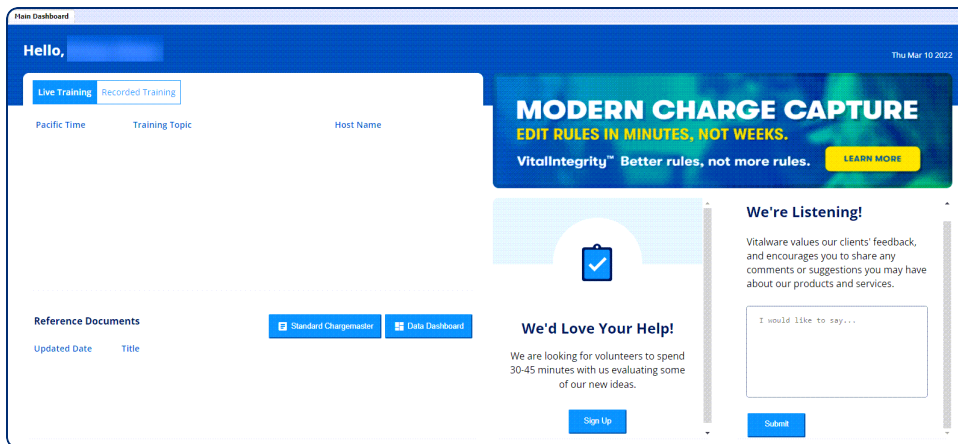 Main Dashboard
Hello,
Thu Mar 10 2022
Live Training
Recorded Training
Pacific Time
Training Topic
Host Name
MODERN CHARGE CAPTURE
EDIT RULES IN MINUTES, NOT WEEKS.
VitalIntegrity™ Better rules, not more rules.
LEARN MORE
Reference Documents
Standard Chargemaster
Data Dashboard
Updated Date
Title
We'd Love Your Help!
We are looking for volunteers to spend
30-45 minutes with us evaluating some
of our new ideas.
Sign Up
We're Listening!
Vitalware values our clients' feedback,
and encourages you to share any
comments or suggestions you may have
about our products and services.
I would like to say...
Submit